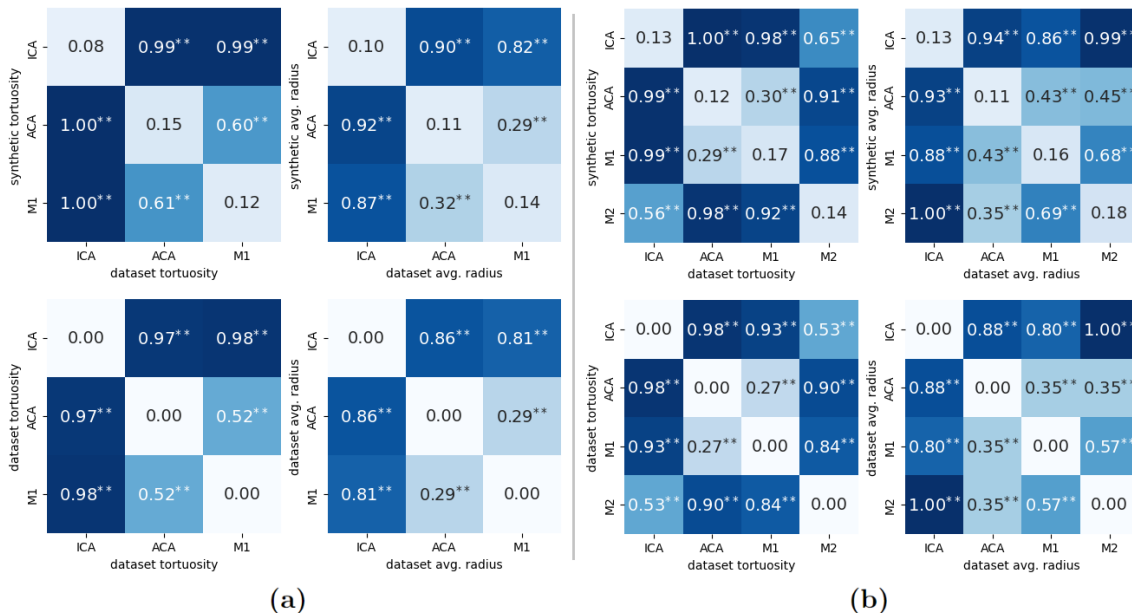 synthetic tortuosity
ICA 0.08 0.99** 0.99**
ACA 1.00** 0.15 0.60**
M1 1.00** 0.61** 0.12
ICA ACA M1
dataset tortuosity
synthetic avg. radius
ICA 0.10 0.90** 0.82**
ACA 0.92** 0.11 0.29**
M1 0.87** 0.32** 0.14
ICA ACA M1
dataset avg. radius
dataset tortuosity
ICA 0.00 0.97** 0.98**
ACA 0.97** 0.00 0.52**
M1 0.98** 0.52** 0.00
ICA ACA M1
dataset tortuosity
dataset avg. radius
ICA 0.00 0.86** 0.81**
ACA 0.86** 0.00 0.29**
M1 0.81** 0.29** 0.00
ICA ACA M1
dataset avg. radius
(a)
synthetic tortuosity
ICA 0.13 1.00** 0.98** 0.65**
ACA 0.99** 0.12 0.30** 0.91**
M1 0.99** 0.29** 0.17 0.88**
M2 0.56** 0.98** 0.92** 0.14
ICA ACA M1 M2
dataset tortuosity
synthetic avg. radius
ICA 0.13 0.94** 0.86** 0.99**
ACA 0.93** 0.11 0.43** 0.45**
M1 0.88** 0.43** 0.16 0.68**
M2 1.00** 0.35** 0.69** 0.18
ICA ACA M1 M2
dataset avg. radius
dataset tortuosity
ICA 0.00 0.98** 0.93** 0.53**
ACA 0.98** 0.00 0.27** 0.90**
M1 0.93** 0.27** 0.00 0.84**
M2 0.53** 0.90** 0.84** 0.00
ICA ACA M1 M2
dataset tortuosity
dataset avg. radius
ICA 0.00 0.88** 0.80** 1.00**
ACA 0.88** 0.00 0.35** 0.35**
M1 0.80** 0.35** 0.00 0.57**
M2 1.00** 0.35** 0.57** 0.00
ICA ACA M1 M2
dataset avg. radius
(b)